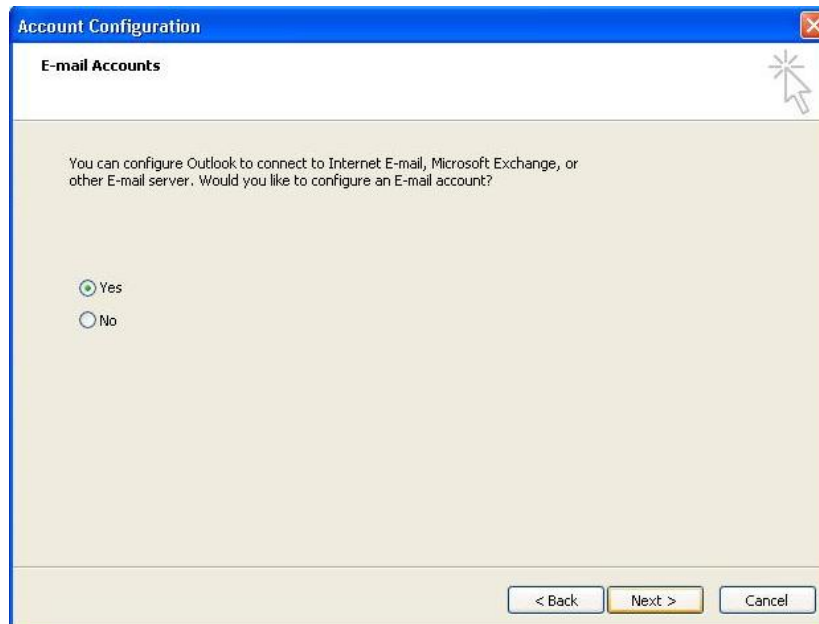 Account Configuration
E-mail Accounts
You can configure Outlook to connect to Internet E-mail, Microsoft Exchange, or
other E-mail server. Would you like to configure an E-mail account?
Yes
No
< Back Next > Cancel